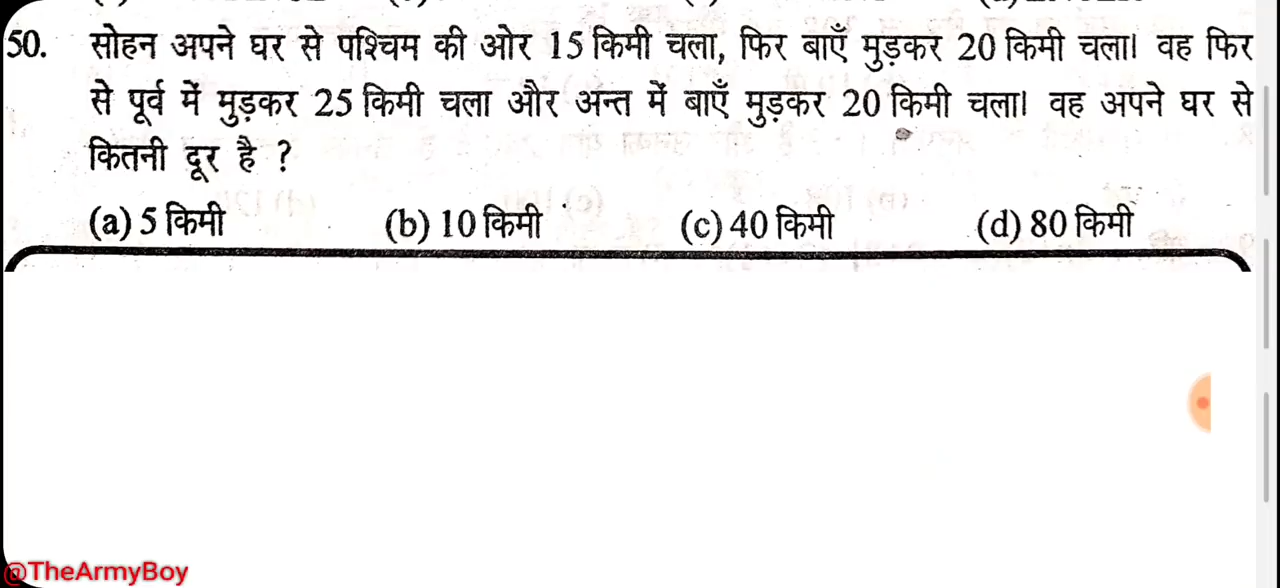 50. सोहन अपने घर से पश्चिम की ओर 15 किमी चला, फिर बाएँ मुड़कर 20 किमी चला। वह फिर
से पूर्व में मुड़कर 25 किमी चला और अन्त में बाएँ मुड़कर 20 किमी चला। वह अपने घर से
कितनी दूर है ?
(a) 5 किमी (b) 10 किमी (c) 40 किमी (d) 80 किमी
@TheArmyBoy